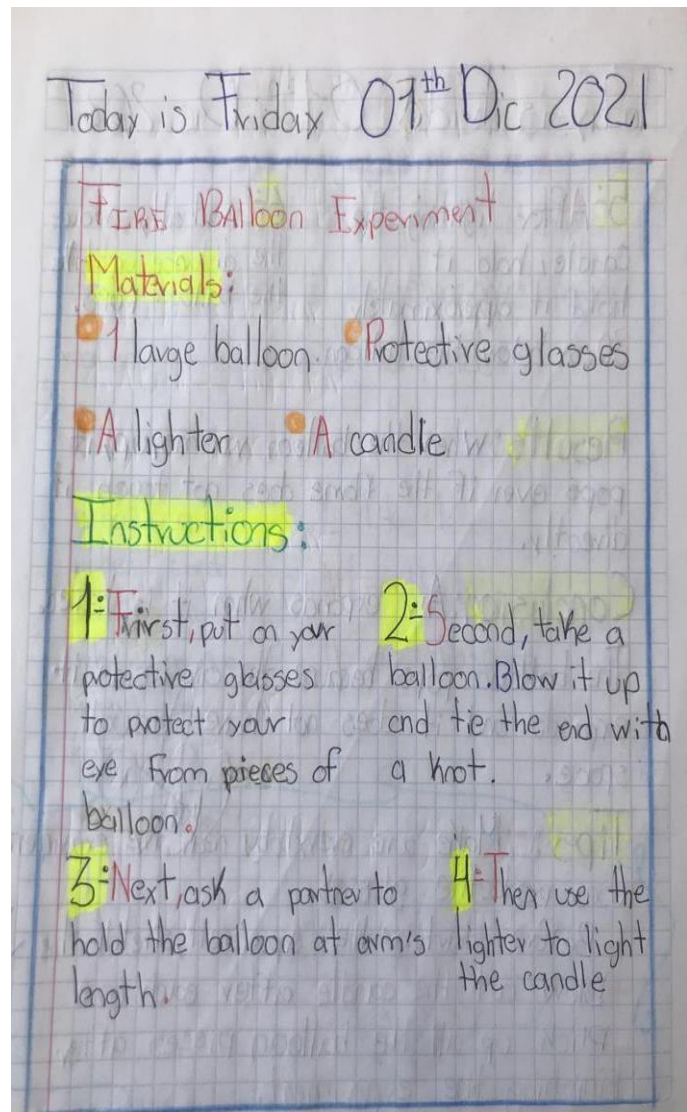 Today is Friday 01th Dic 2021
FIRE BAlloon Experiment
Materials:
1 large balloon. Protective glasses
A lighter A candle
Instructions:
1= First, put on your
potective glasses
to protect your
eye from pieces of
balloon.
2= Second, take a
balloon. Blow it up
and tie the end with
a knot.
3= Next, ask a partner to
hold the balloon at arm's
length.
4= Then use the
lighter to light
the candle